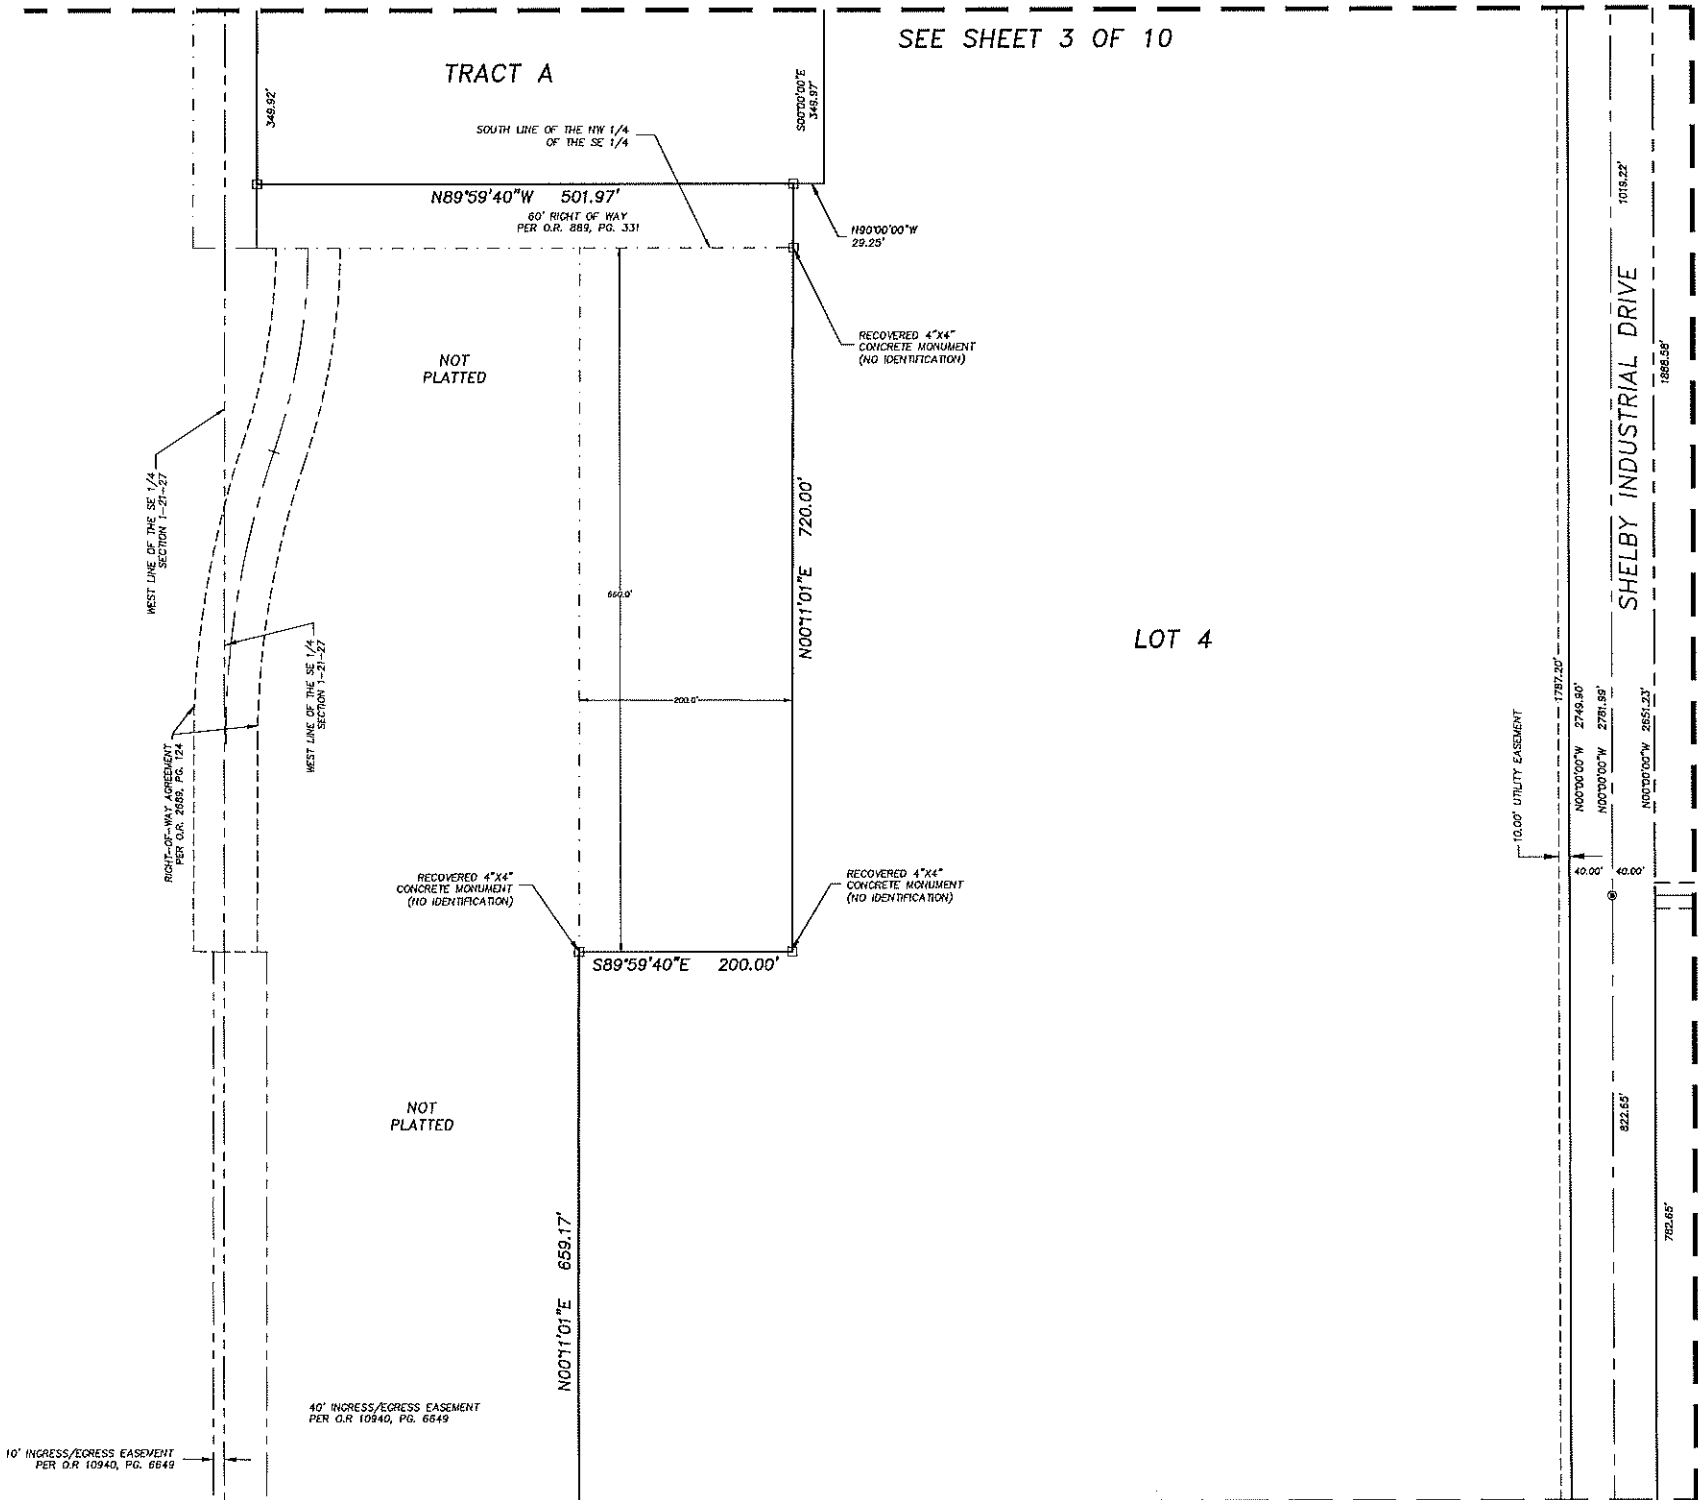 SEE SHEET 3 OF 10
TRACT A
349.92'
S00°00'00"E
349.97'
SOUTH LINE OF THE NW 1/4
OF THE SE 1/4
N89°59'40"W 501.97'
60' RIGHT OF WAY
PER O.R. 889, PG. 331
N90°00'00"W
29.25'
RECOVERED 4"X4"
CONCRETE MONUMENT
(NO IDENTIFICATION)
NOT
PLATTED
WEST LINE OF THE SE 1/4
SECTION 1-21-27
WEST LINE OF THE SE 1/4
SECTION 1-21-27
RIGHT-OF-WAY AGREEMENT
PER O.R. 2689, PG. 124
660.0'
200.0'
N00°11'01"E 720.00'
LOT 4
1019.22'
SHELBY INDUSTRIAL DRIVE
1868.58'
1787.20'
10.00' UTILITY EASEMENT
N00°00'00"W 2749.90'
N00°00'00"W 2781.99'
N00°00'00"W 2651.23'
40.00' 40.00'
RECOVERED 4"X4"
CONCRETE MONUMENT
(NO IDENTIFICATION)
RECOVERED 4"X4"
CONCRETE MONUMENT
(NO IDENTIFICATION)
S89°59'40"E 200.00'
NOT
PLATTED
822.65'
782.65'
N00°11'01"E 659.17'
40' INGRESS/EGRESS EASEMENT
PER O.R 10940, PG. 6649
10' INGRESS/EGRESS EASEMENT
PER O.R 10940, PG. 6649